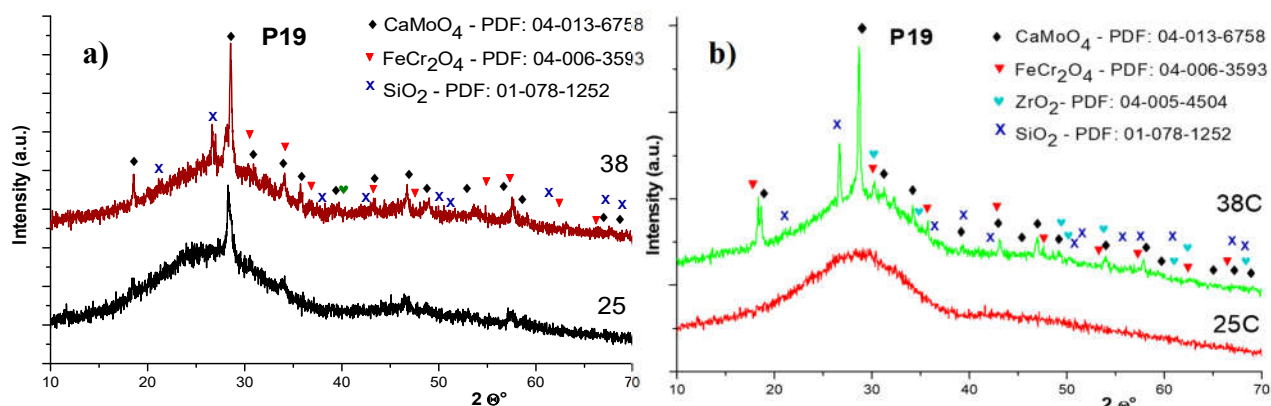 a)
P19
CaMoO₄ - PDF: 04-013-6758
FeCr₂O₄ - PDF: 04-006-3593
SiO₂ - PDF: 01-078-1252
38
25
Intensity (a.u.)
10 20 30 40 50 60 70
2 Θ°
b)
P19
CaMoO₄ - PDF: 04-013-6758
FeCr₂O₄ - PDF: 04-006-3593
ZrO₂- PDF: 04-005-4504
SiO₂ - PDF: 01-078-1252
38C
25C
Intensity (a.u.)
10 20 30 40 50 60 70
2 Θ°